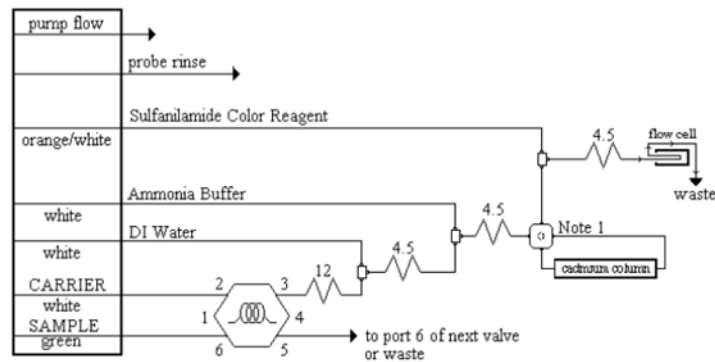 pump flow
probe rinse
Sulfanilamide Color Reagent
orange/white
4.5
flow cell
waste
Ammonia Buffer
white
4.5
Note 1
DI Water
white
4.5
cadmium column
12
CARRIER
2
3
white
1
4
SAMPLE
green
6
5
to port 6 of next valve
or waste